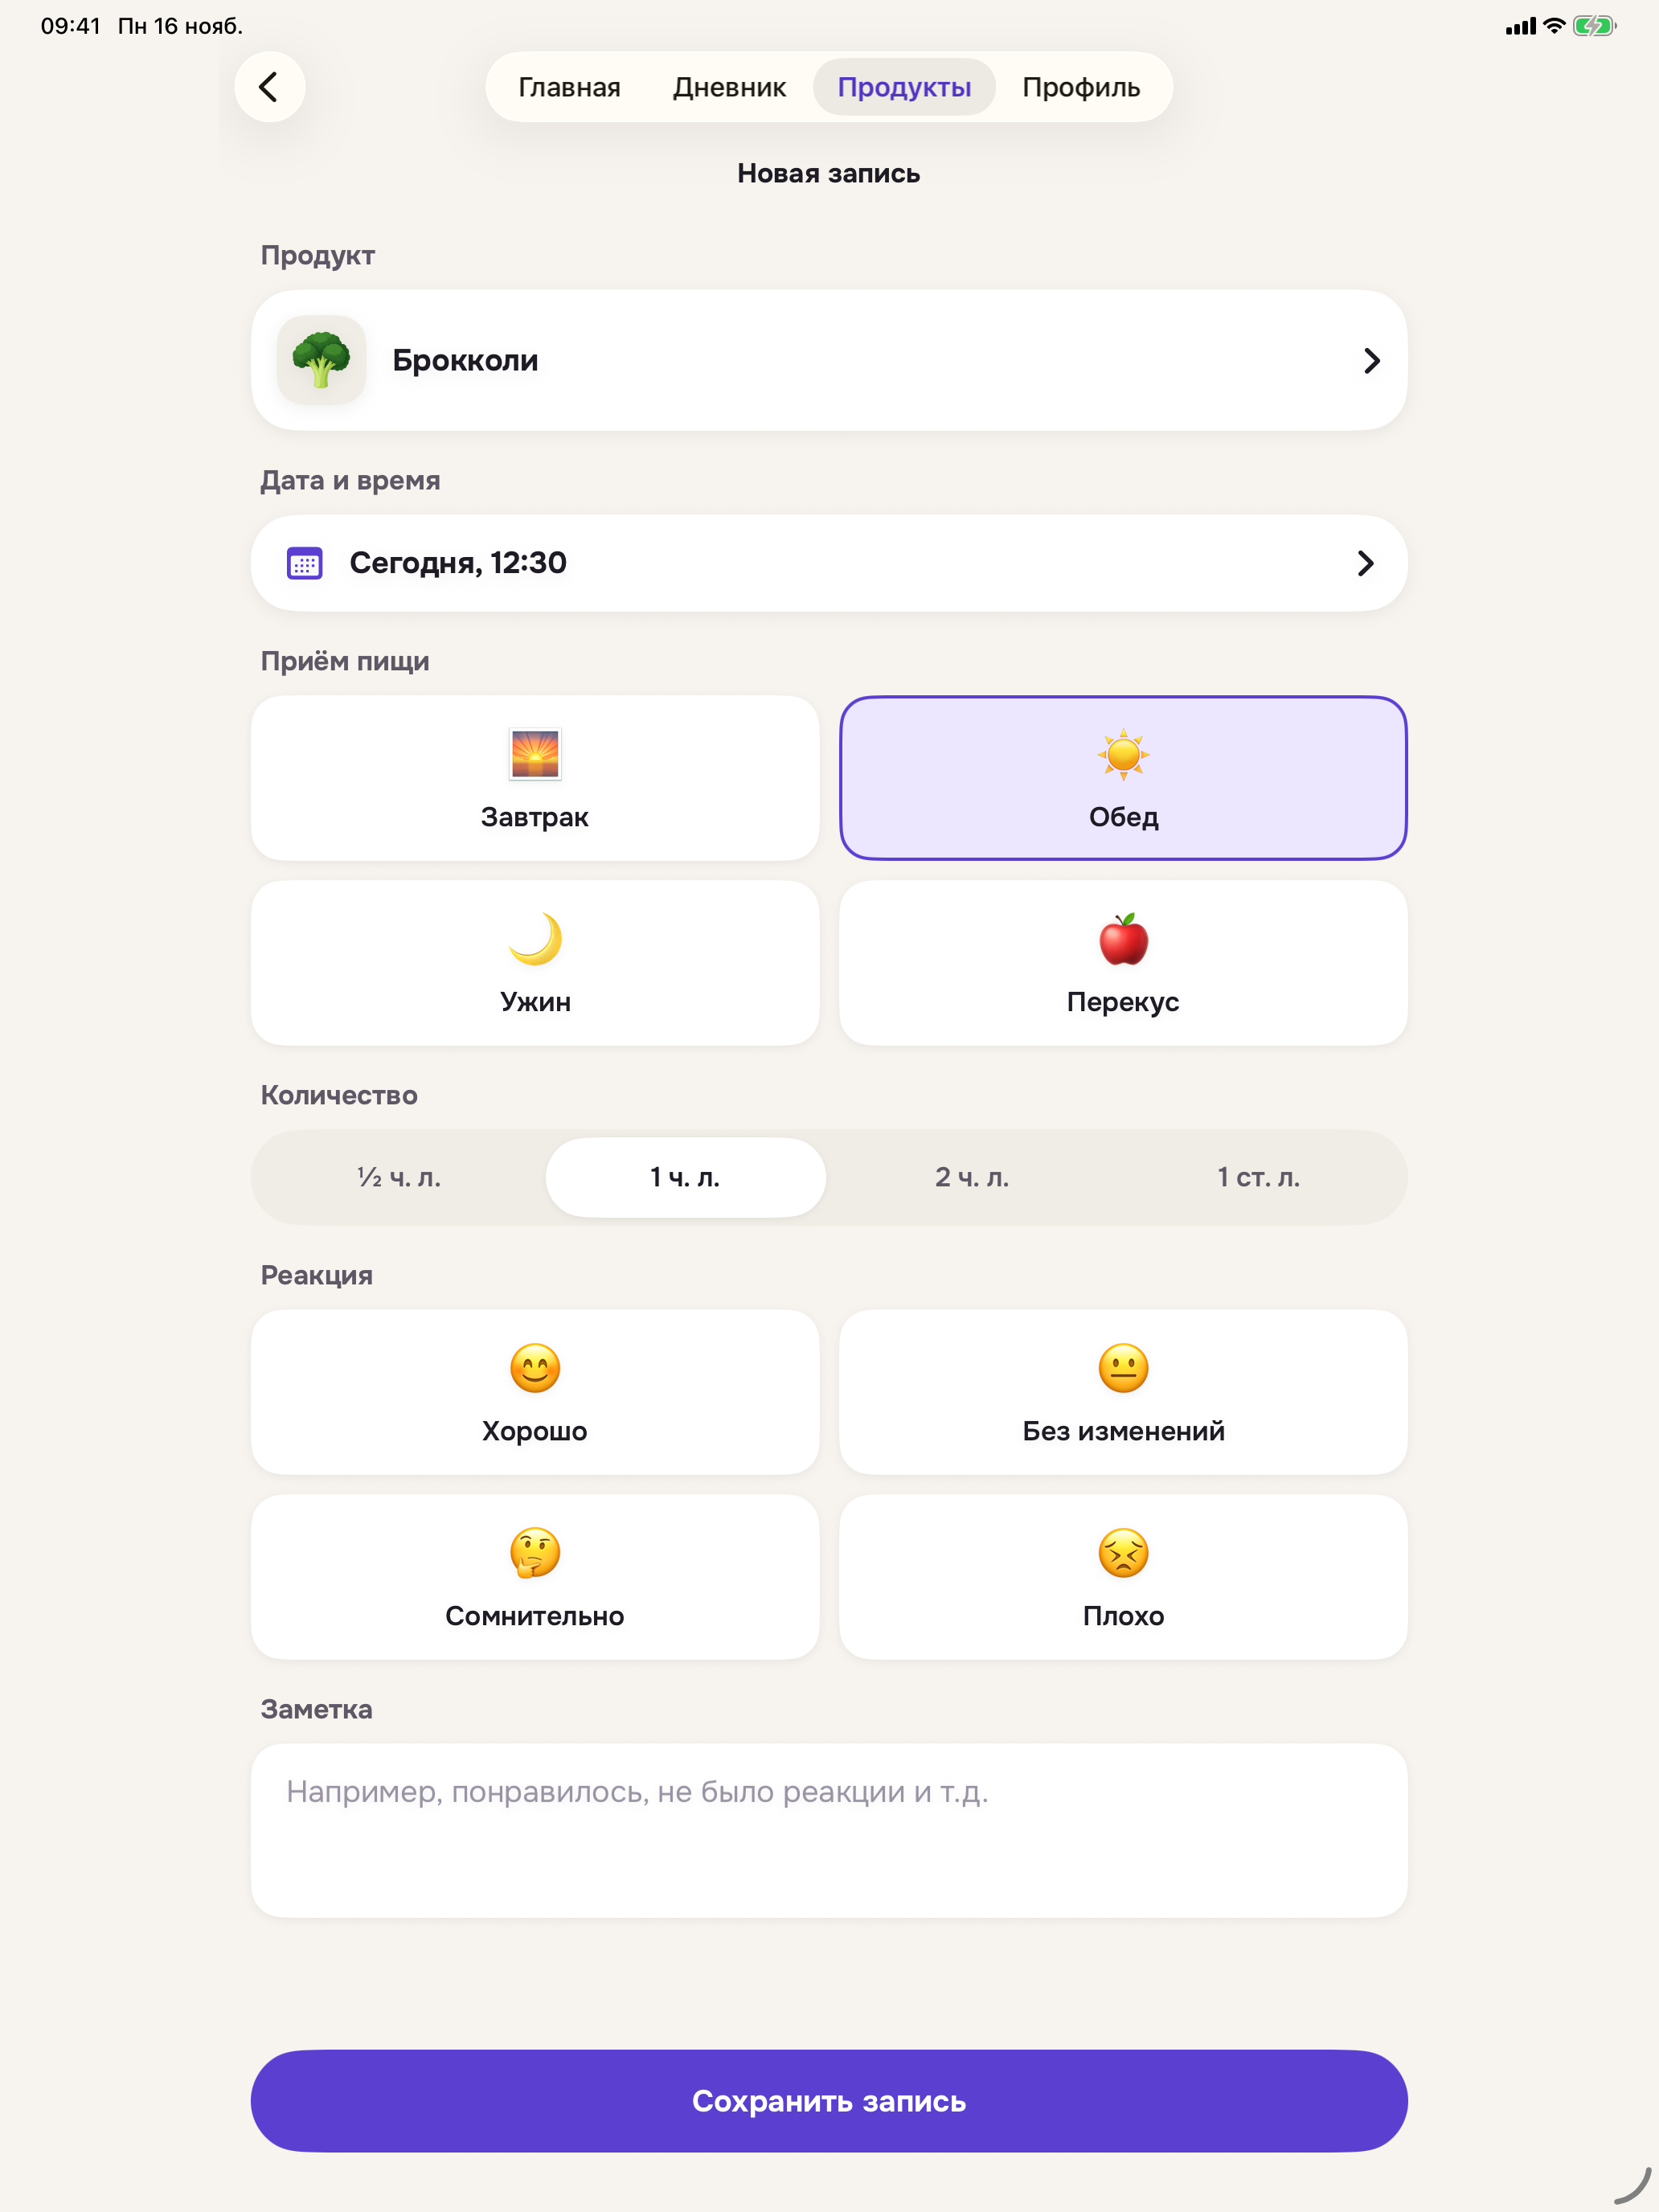 09:41 Пн 16 нояб.
Главная Дневник Продукты Профиль
Новая запись
Продукт
Брокколи
Дата и время
Сегодня, 12:30
Приём пищи
Завтрак Обед
Ужин Перекус
Количество
½ ч. л. 1 ч. л. 2 ч. л. 1 ст. л.
Реакция
Хорошо Без изменений
Сомнительно Плохо
Заметка
Например, понравилось, не было реакции и т.д.
Сохранить запись